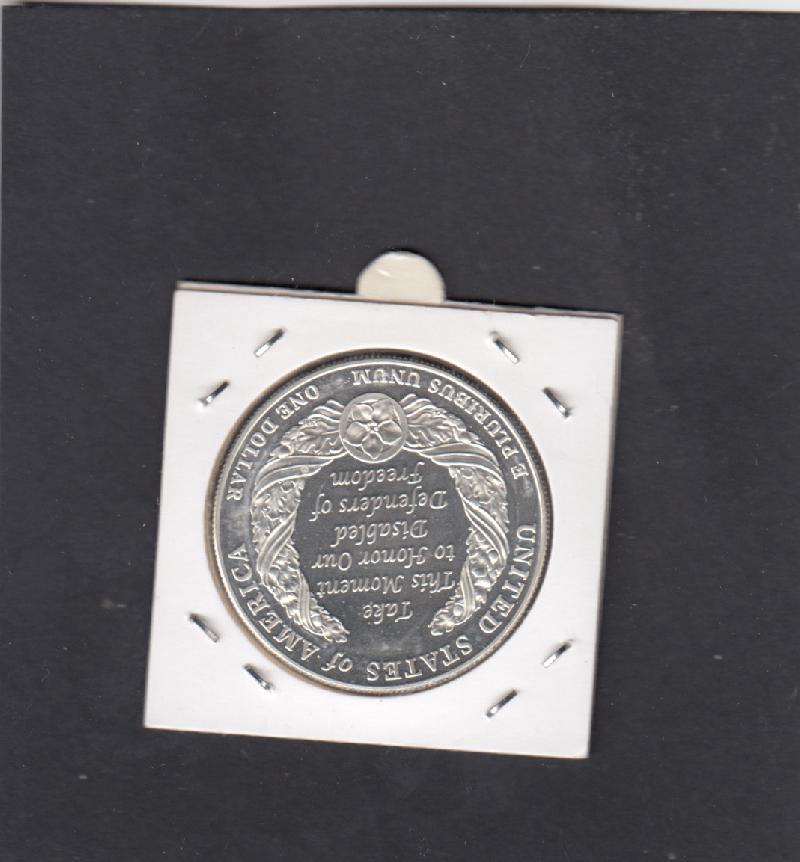 UNITED STATES of AMERICA
Take
This Moment
to Honor Our
Disabled
Defenders of
Freedom
E PLURIBUS UNUM
ONE DOLLAR